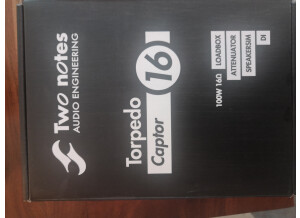 Two notes
AUDIO ENGINEERING
Torpedo
Captor 16
100W 16Ω
LOADBOX
ATTENUATOR
SPEAKERSIM
DI